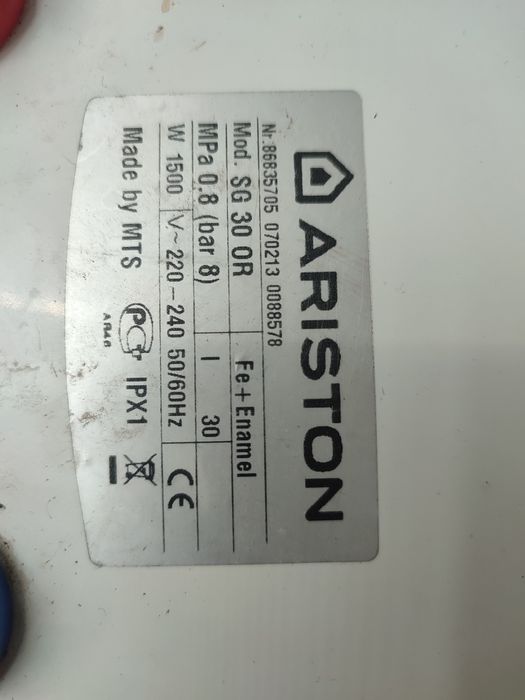 ARISTON
Nr.86835705 070213 0088578
Mod. SG 30 OR Fe+Enamel
MPa 0.8 (bar 8) l 30
W 1500 V~220-240 50/60Hz CE
Made by MTS IPX1